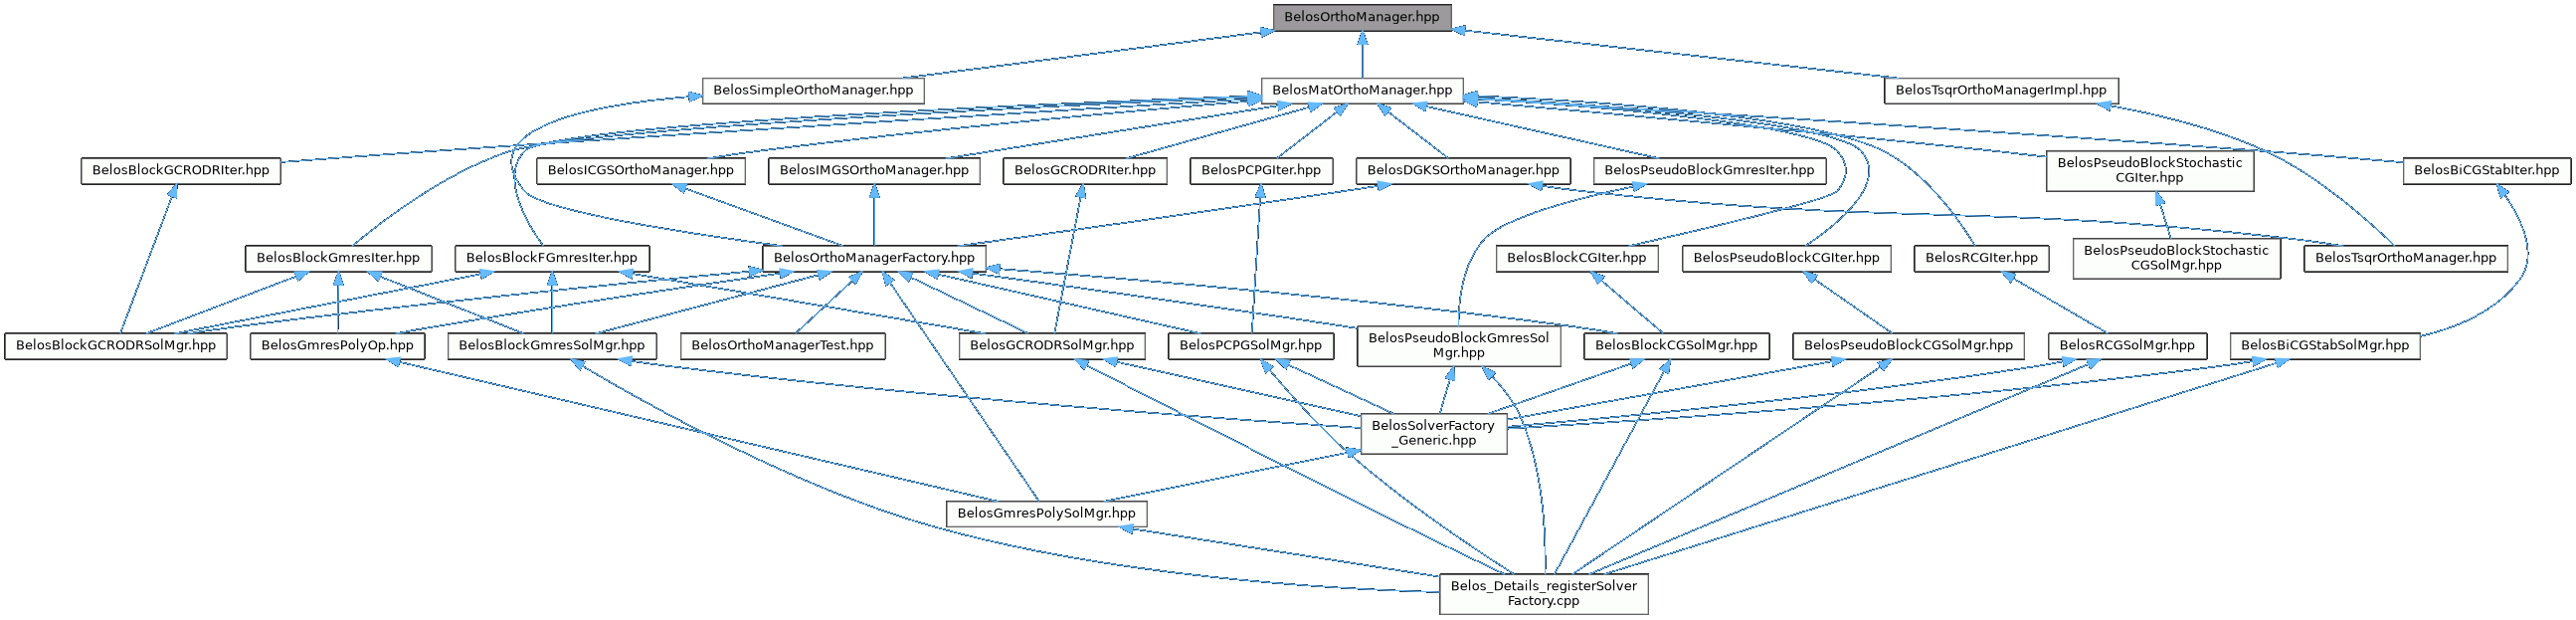 BelosOrthoManager.hpp
BelosSimpleOrthoManager.hpp
BelosMatOrthoManager.hpp
BelosTsqrOrthoManagerImpl.hpp
BelosBlockGCRODRIter.hpp
BelosICGSOrthoManager.hpp
BelosIMGSOrthoManager.hpp
BelosGCRODRIter.hpp
BelosPCPGIter.hpp
BelosDGKSOrthoManager.hpp
BelosPseudoBlockGmresIter.hpp
BelosPseudoBlockStochastic
CGIter.hpp
BelosBiCGStabIter.hpp
BelosBlockGmresIter.hpp
BelosBlockFGmresIter.hpp
BelosOrthoManagerFactory.hpp
BelosBlockCGIter.hpp
BelosPseudoBlockCGIter.hpp
BelosRCGIter.hpp
BelosPseudoBlockStochastic
CGSolMgr.hpp
BelosTsqrOrthoManager.hpp
BelosBlockGCRODRSolMgr.hpp
BelosGmresPolyOp.hpp
BelosBlockGmresSolMgr.hpp
BelosOrthoManagerTest.hpp
BelosGCRODRSolMgr.hpp
BelosPCPGSolMgr.hpp
BelosPseudoBlockGmresSol
Mgr.hpp
BelosBlockCGSolMgr.hpp
BelosPseudoBlockCGSolMgr.hpp
BelosRCGSolMgr.hpp
BelosBiCGStabSolMgr.hpp
BelosSolverFactory
_Generic.hpp
BelosGmresPolySolMgr.hpp
Belos_Details_registerSolver
Factory.cpp